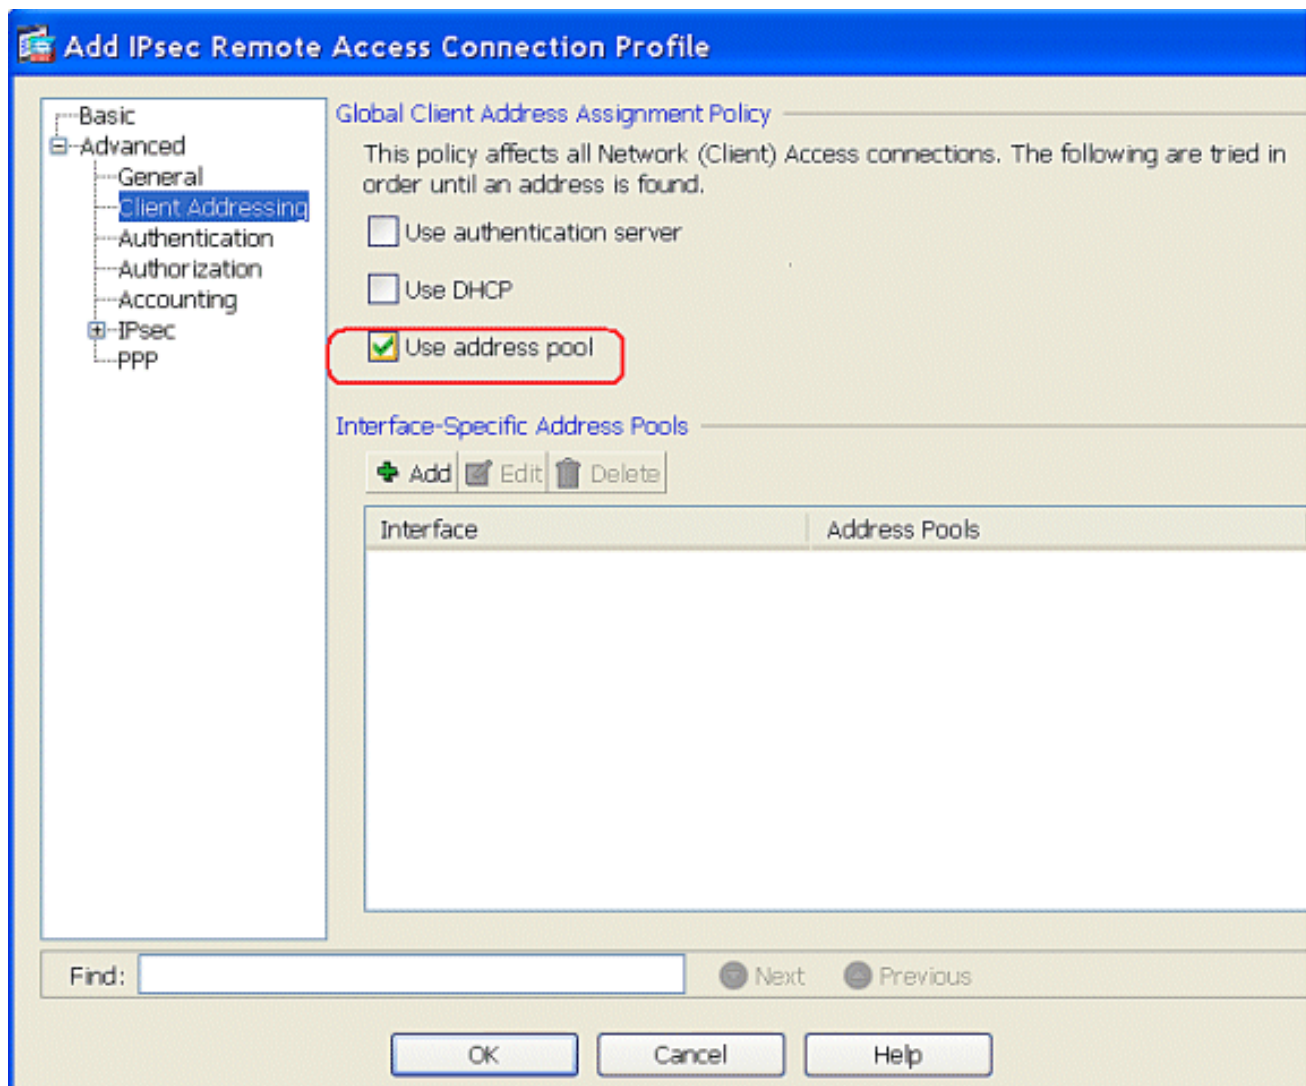 Add IPsec Remote Access Connection Profile
Basic
Advanced
General
Client Addressing
Authentication
Authorization
Accounting
IPsec
PPP
Global Client Address Assignment Policy
This policy affects all Network (Client) Access connections. The following are tried in
order until an address is found.
Use authentication server
Use DHCP
Use address pool
Interface-Specific Address Pools
Add Edit Delete
Interface Address Pools
Find: Next Previous
OK Cancel Help